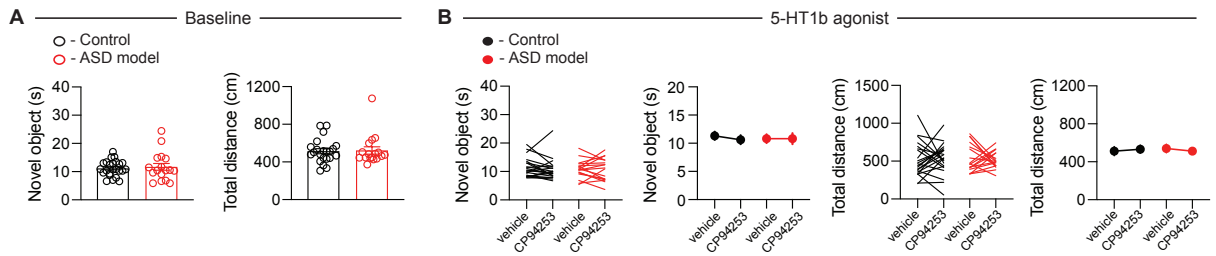 A
Baseline
- Control
- ASD model
Novel object (s)
40
30
20
10
0
Total distance (cm)
1200
800
400
0
B
5-HT1b agonist
- Control
- ASD model
Novel object (s)
40
30
20
10
0
vehicle
CP94253
vehicle
CP94253
Novel object (s)
20
15
10
5
0
vehicle
CP94253
vehicle
CP94253
Total distance (cm)
1500
1000
500
0
vehicle
CP94253
vehicle
CP94253
Total distance (cm)
1200
800
400
0
vehicle
CP94253
vehicle
CP94253